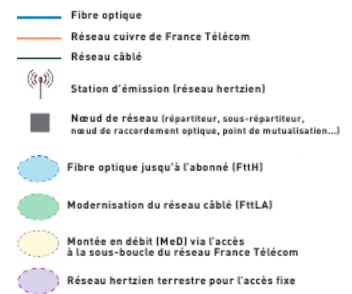 Fibre optique
Réseau cuivre de France Télécom
Réseau câblé
Station d'émission (réseau hertzien)
Nœud de réseau (répartiteur, sous-répartiteur,
nœud de raccordement optique, point de mutualisation...)
Fibre optique jusqu'à l'abonné (FttH)
Modernisation du réseau câblé (FttLA)
Montée en débit (MeD) via l'accès
à la sous-boucle du réseau France Télécom
Réseau hertzien terrestre pour l'accès fixe